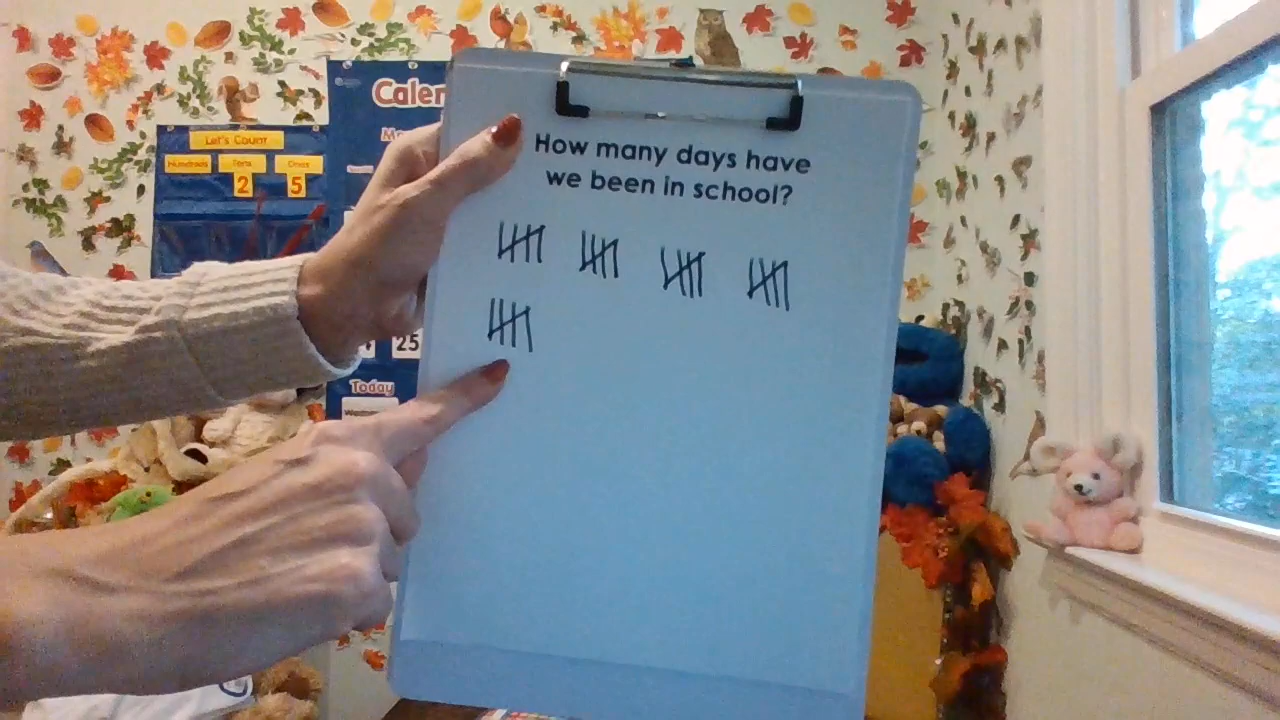 Calen
Let's Count
Hundreds Tens Ones
2 5
How many days have
we been in school?
25
Today